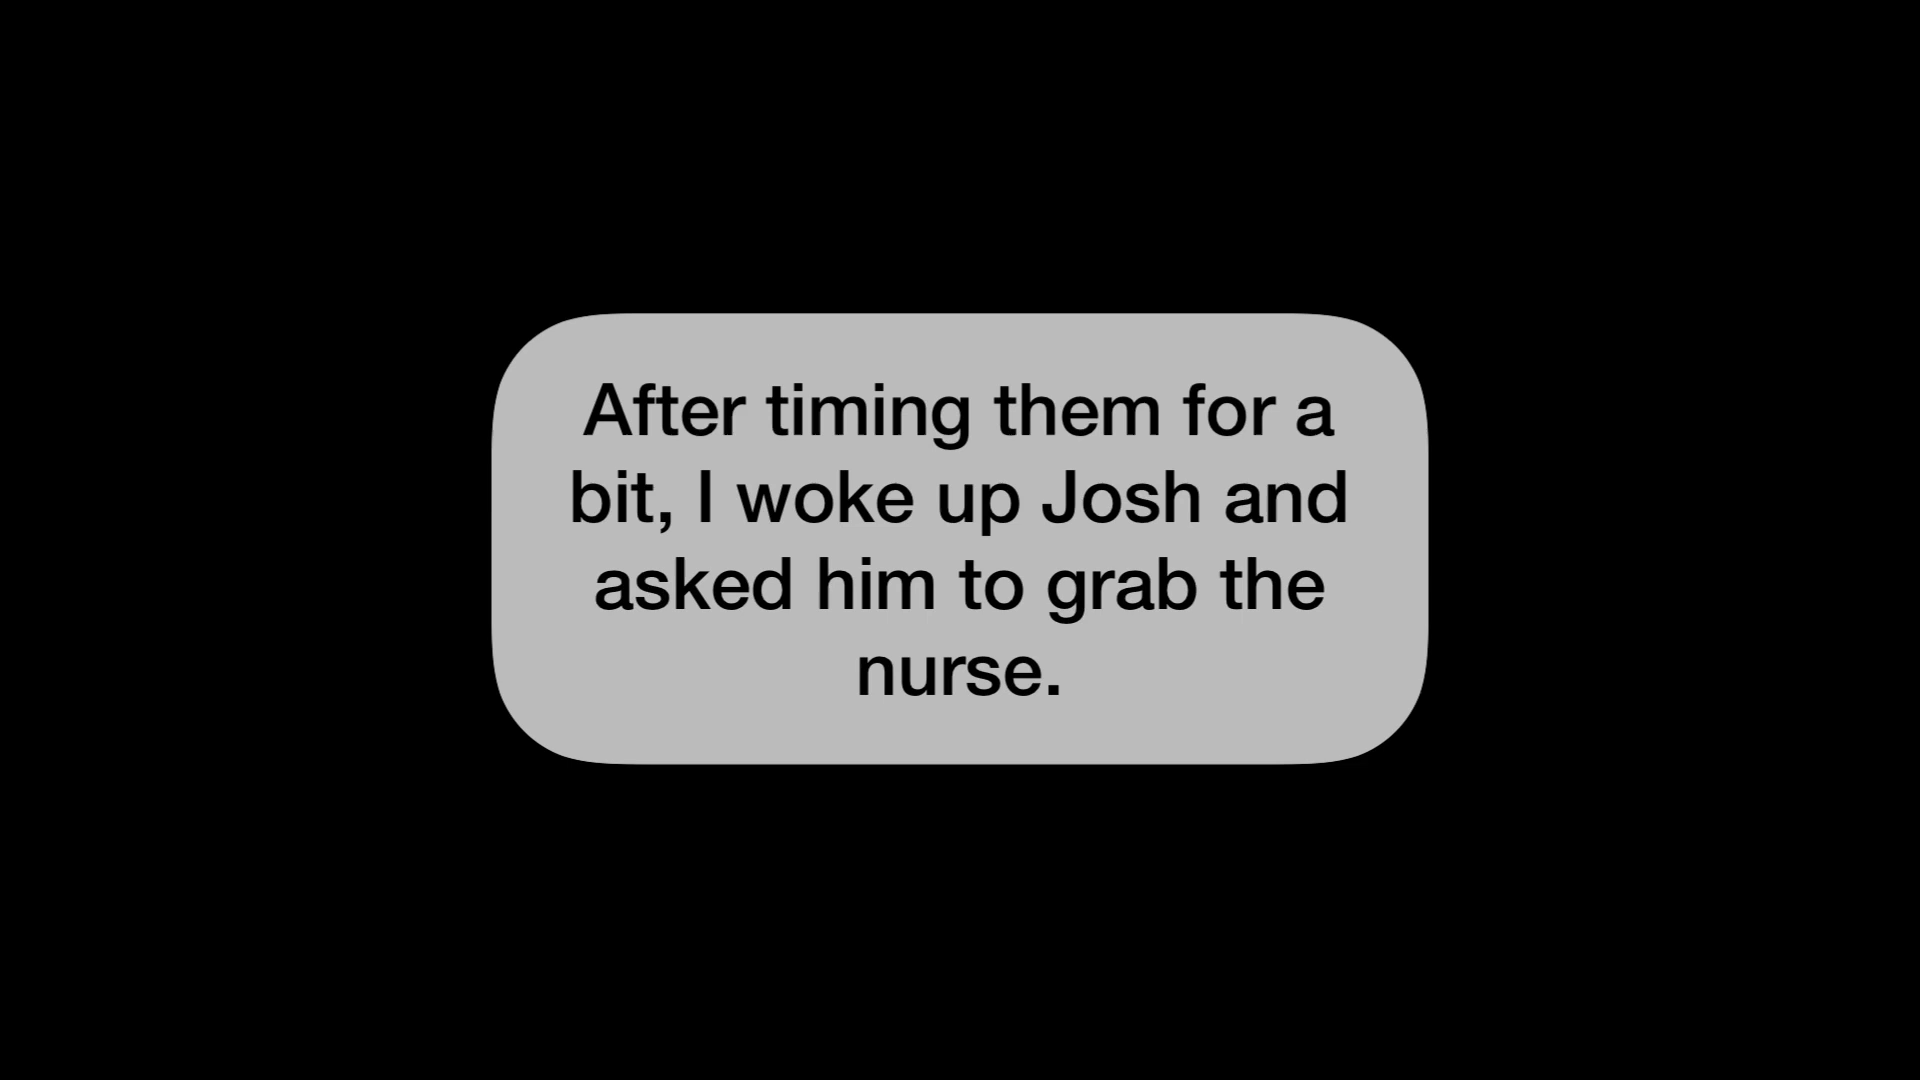 After timing them for a
bit, I woke up Josh and
asked him to grab the
nurse.